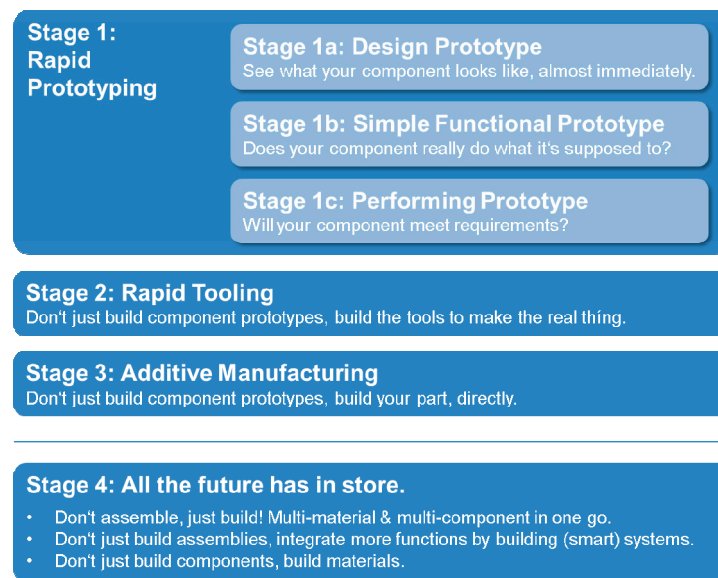 Stage 1:
Rapid
Prototyping
Stage 1a: Design Prototype
See what your component looks like, almost immediately.
Stage 1b: Simple Functional Prototype
Does your component really do what it's supposed to?
Stage 1c: Performing Prototype
Will your component meet requirements?
Stage 2: Rapid Tooling
Don't just build component prototypes, build the tools to make the real thing.
Stage 3: Additive Manufacturing
Don't just build component prototypes, build your part, directly.
Stage 4: All the future has in store.
• Don't assemble, just build! Multi-material & multi-component in one go.
• Don't just build assemblies, integrate more functions by building (smart) systems.
• Don't just build components, build materials.